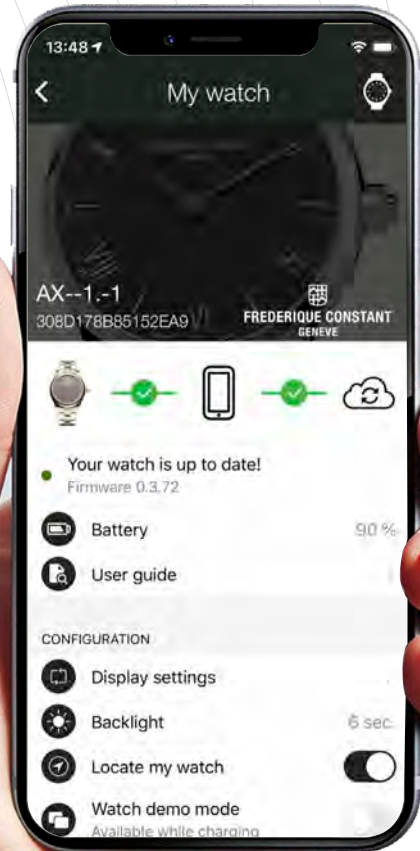 13:48
My watch
AX--1.-1
308D178B85152EA9
FREDERIQUE CONSTANT
GENEVE
Your watch is up to date!
Firmware 0.3.72
Battery
90 %
User guide
CONFIGURATION
Display settings
Backlight
6 sec.
Locate my watch
Watch demo mode
Available while charging